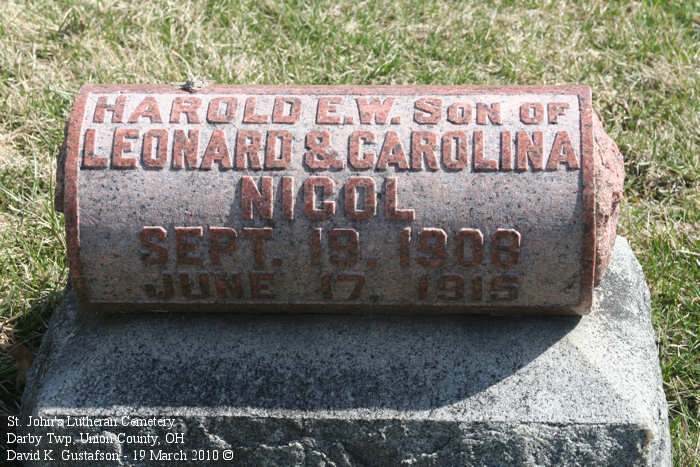 HAROLD E.W. SON OF
LEONARD & CAROLINA
NICOL
SEPT. 19, 1908
JUNE 17, 1915
St. John's Lutheran Cemetery
Darby Twp, Union County, OH
David K. Gustafson - 19 March 2010 ©